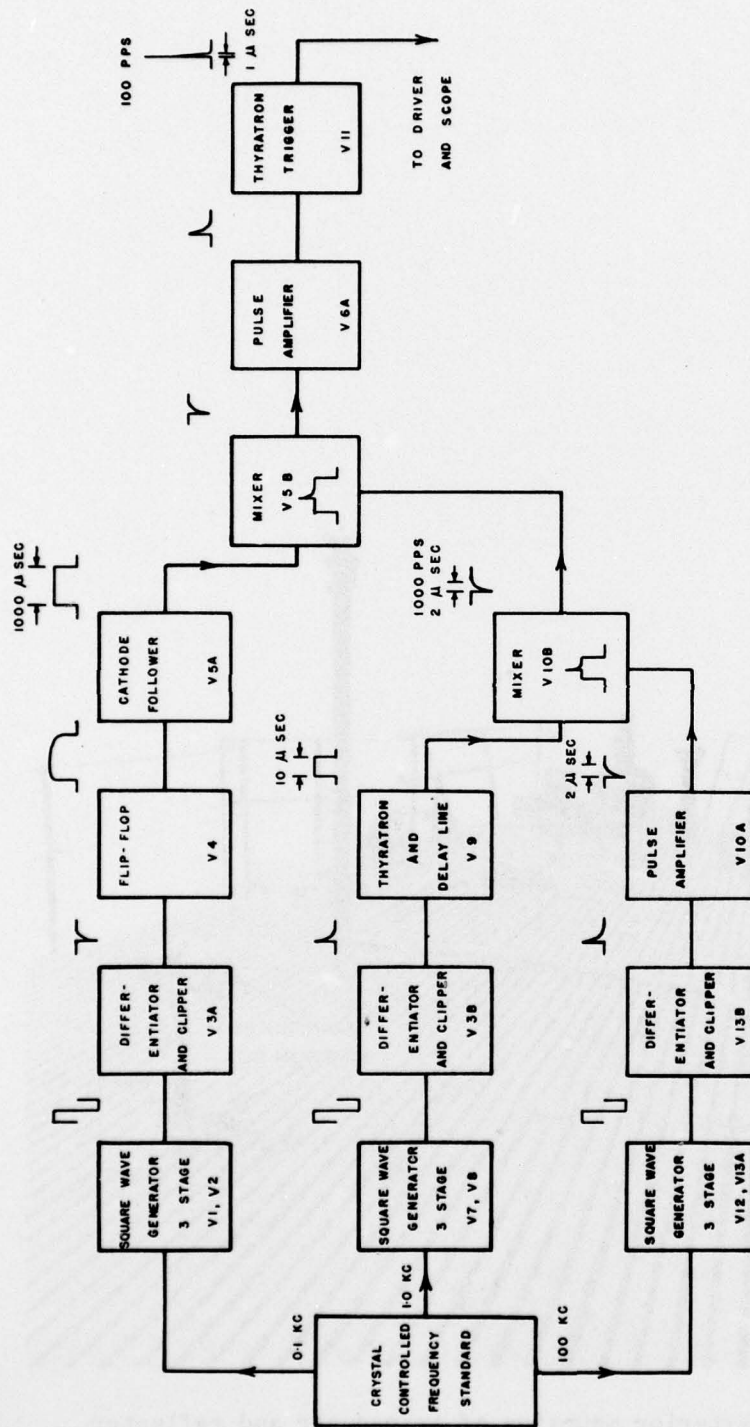 CRYSTAL
CONTROLLED
FREQUENCY
STANDARD
0·1 KC
1·0 KC
100 KC
SQUARE WAVE
GENERATOR
3 STAGE
V1, V2
DIFFER-
ENTIATOR
AND CLIPPER
V3A
FLIP-FLOP
V4
CATHODE
FOLLOWER
V5A
1000 μ SEC
SQUARE WAVE
GENERATOR
3 STAGE
V7, V8
DIFFER-
ENTIATOR
AND CLIPPER
V3B
THYRATRON
AND
DELAY LINE
V9
10 μ SEC
SQUARE WAVE
GENERATOR
3 STAGE
V12, V13A
DIFFER-
ENTIATOR
AND CLIPPER
V13B
PULSE
AMPLIFIER
V10A
2 μ SEC
MIXER
V10B
1000 PPS
2 μ SEC
MIXER
V5B
PULSE
AMPLIFIER
V6A
THYRATRON
TRIGGER
V11
100 PPS
1 μ SEC
TO DRIVER
AND SCOPE